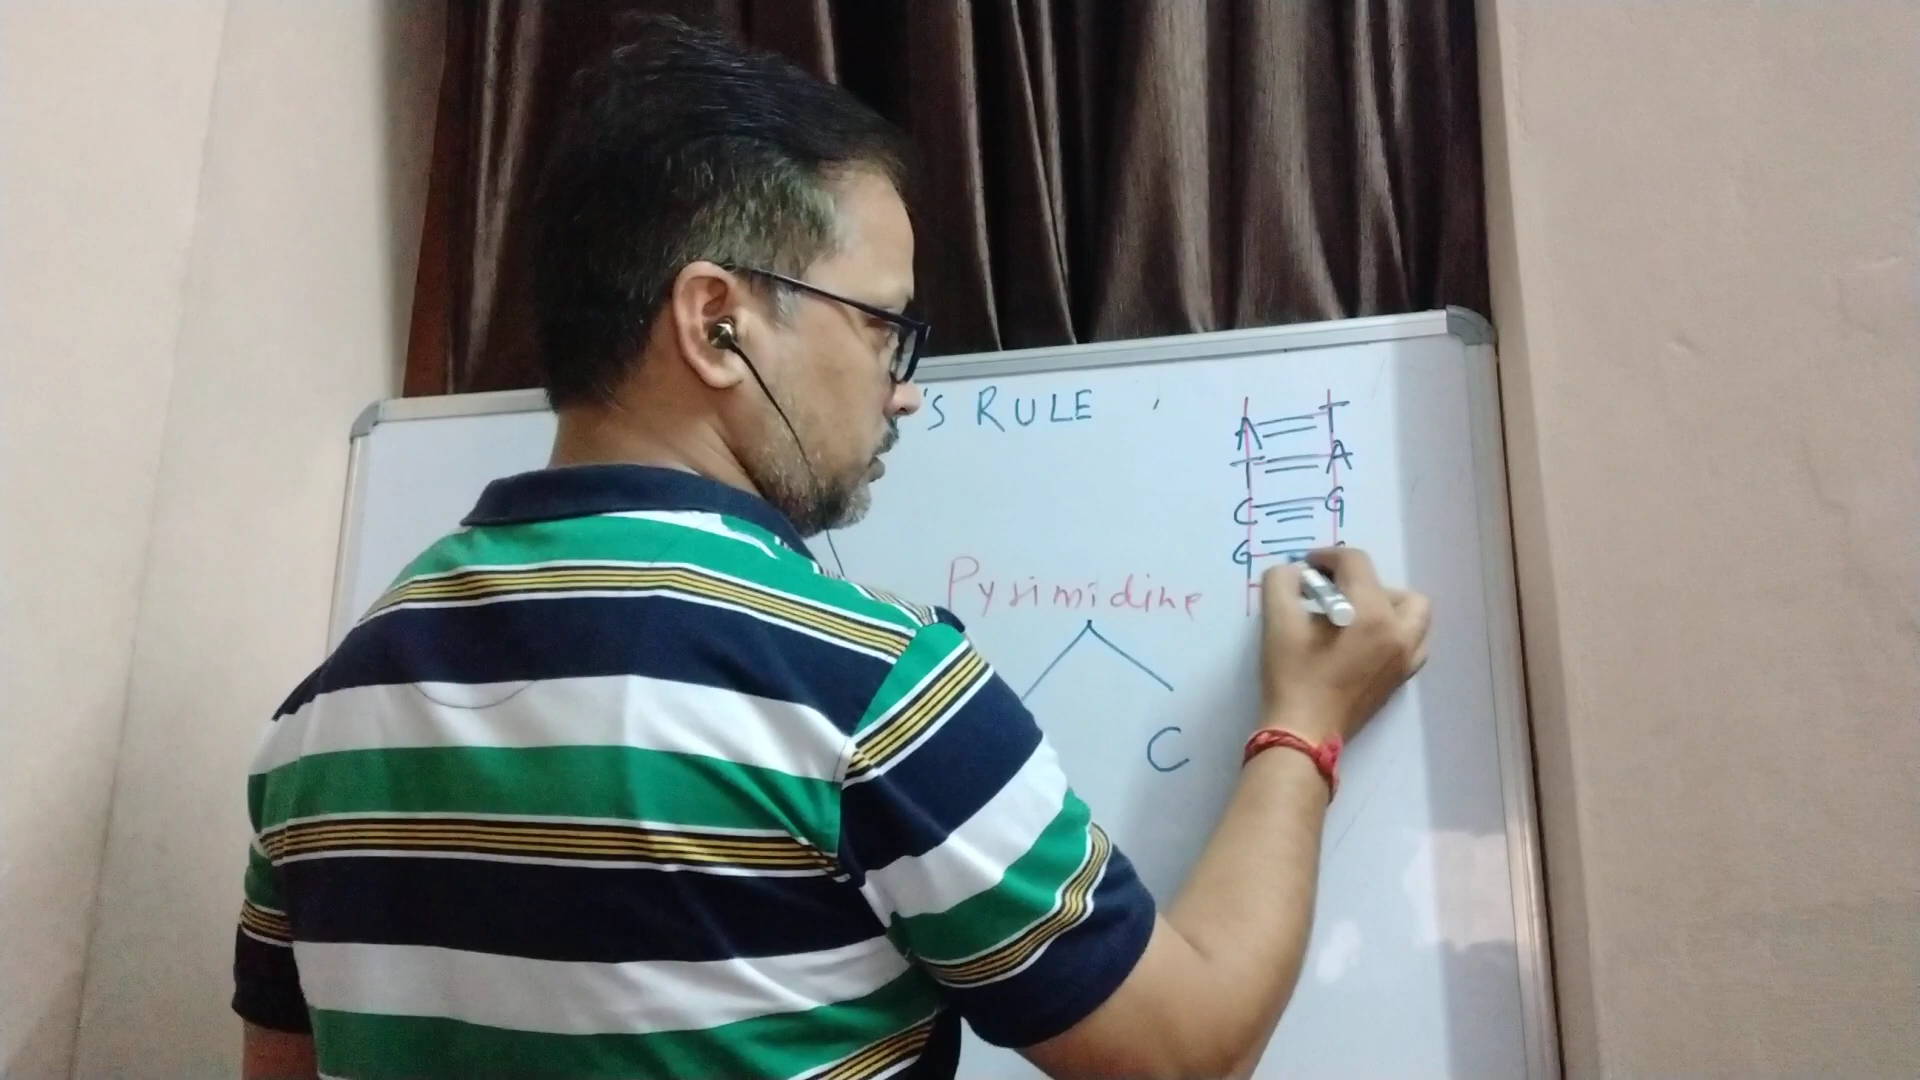 'S RULE
A T
T A
C G
G
Pyrimidine
C